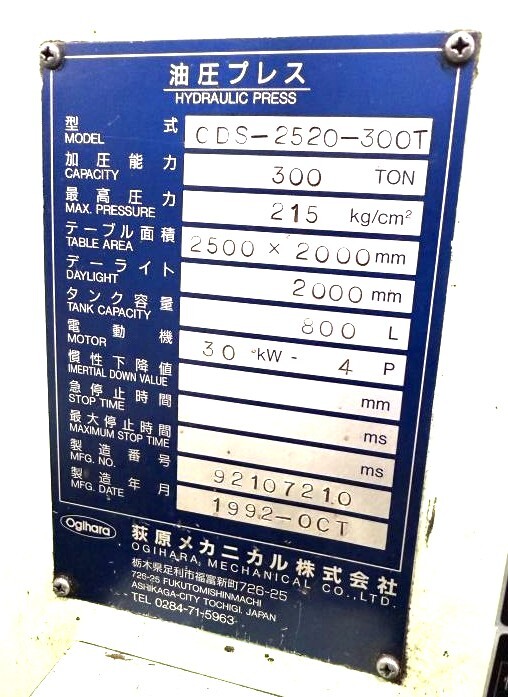 油圧プレス
HYDRAULIC PRESS
型式 ODS-2520-300T
MODEL
加圧能力 300 TON
CAPACITY
最高圧力 215 kg/cm²
MAX. PRESSURE
テーブル面積 2500 × 2000 mm
TABLE AREA
デーライト 2000 mm
DAYLIGHT
タンク容量 800 L
TANK CAPACITY
電動機 30 kW - 4 P
MOTOR
慣性下降値 mm
IMERTIAL DOWN VALUE
急停止時間 ms
STOP TIME
最大停止時間 ms
MAXIMUM STOP TIME
製造番号 92107210
MFG. NO.
製造年月 1992-OCT
MFG. DATE
Ogihara 荻原メカニカル株式会社
OGIHARA MECHANICAL CO., LTD.
栃木県足利市福富新町726-25
726-25 FUKUTOMISHINMACHI
ASHIKAGA-CITY TOCHIGI. JAPAN
TEL 0284-71-5963